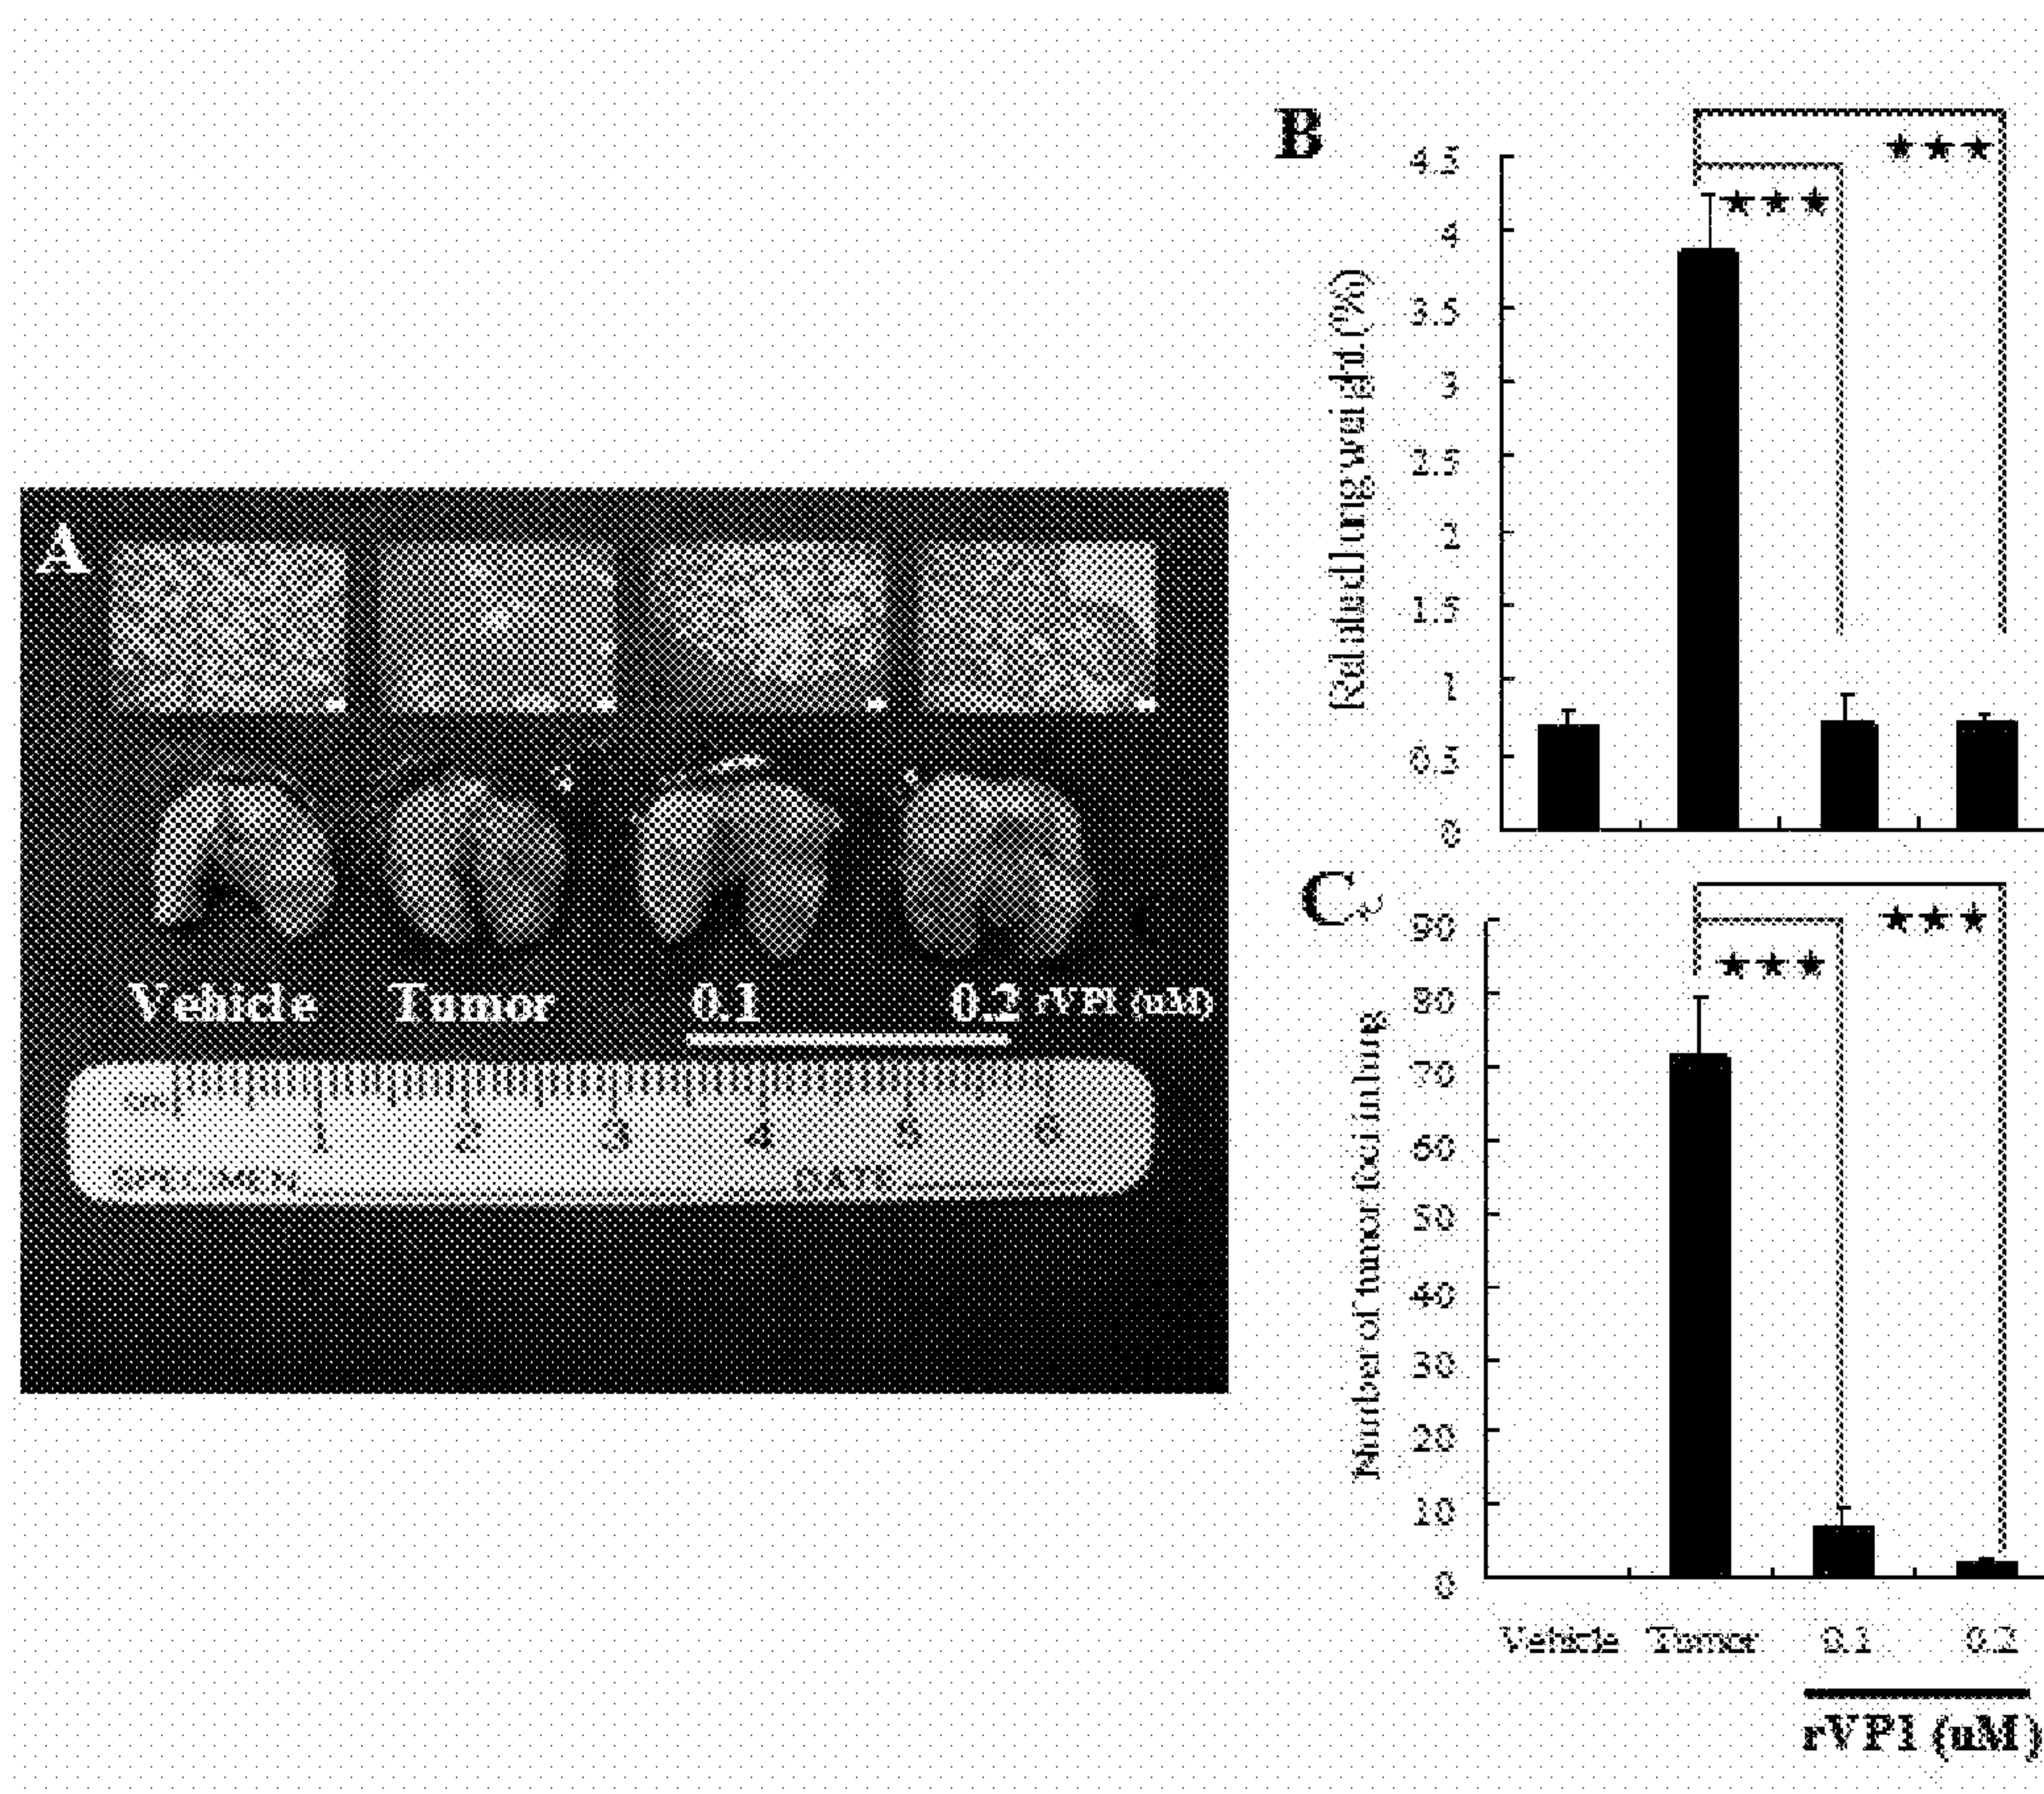 A
Vehicle Tumor 0.1 0.2 rVP1 (uM)
1 2 3 4 5 6
SPECIMEN DATE
B
Related lung weight (%)
4.5
4
3.5
3
2.5
2
1.5
1
0.5
0
★★★
★★★
C
Number of tumor foci in lung
90
80
70
60
50
40
30
20
10
0
★★★
★★★
Vehicle Tumor 0.1 0.2
rVP1 (uM)